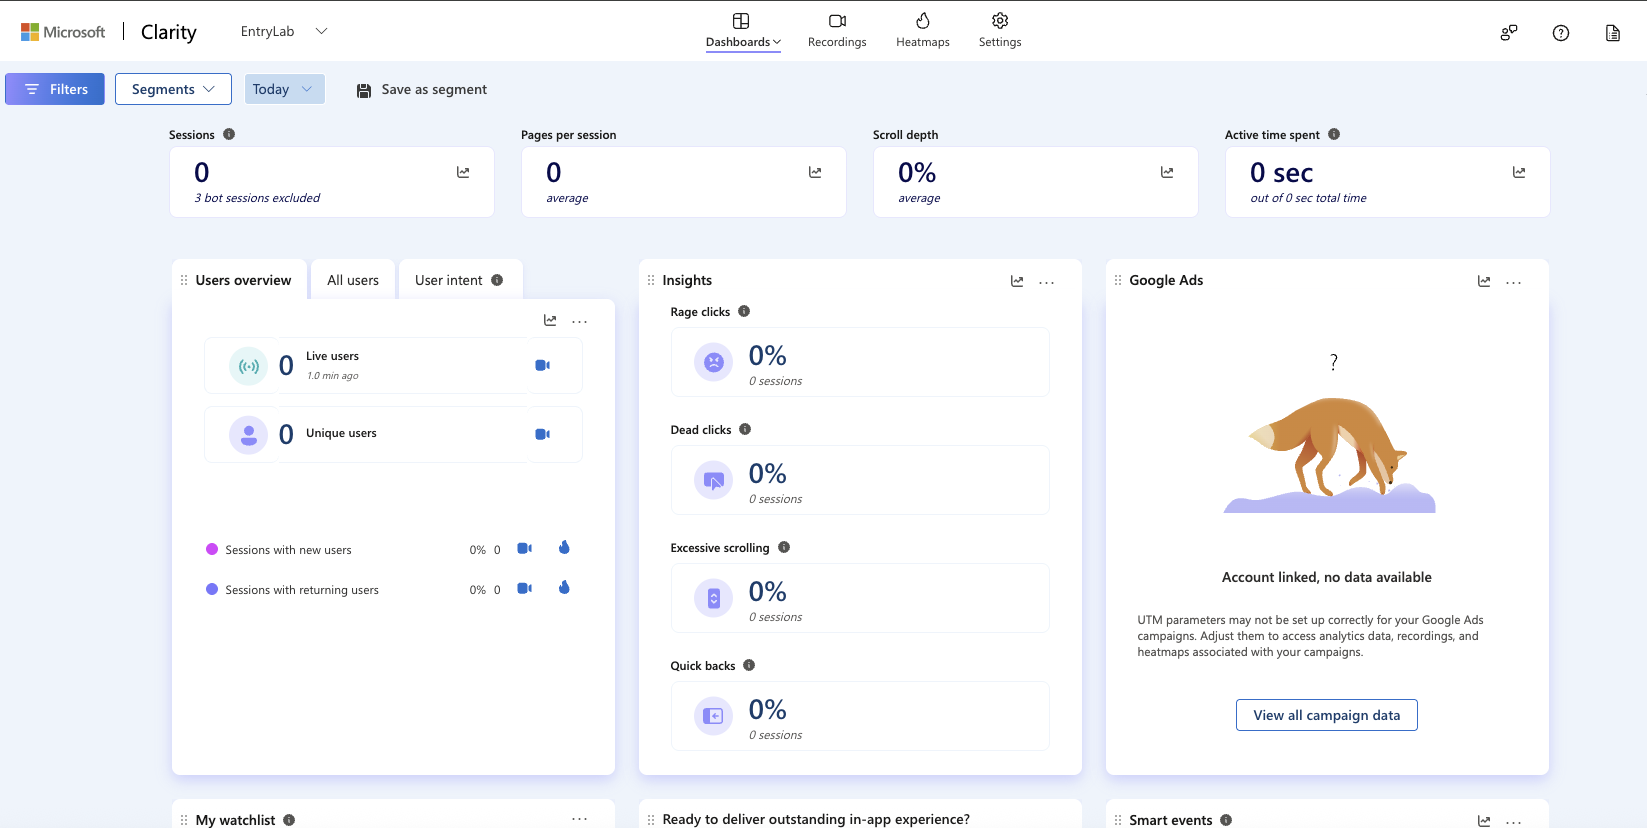 Microsoft
Clarity
EntryLab
Dashboards
Recordings
Heatmaps
Settings
Filters
Segments
Today
Save as segment
Sessions
0
3 bot sessions excluded
Pages per session
0
average
Scroll depth
0%
average
Active time spent
0 sec
out of 0 sec total time
Users overview
All users
User intent
0
Live users
1.0 min ago
0
Unique users
Sessions with new users 0% 0
Sessions with returning users 0% 0
Insights
Rage clicks
0%
0 sessions
Dead clicks
0%
0 sessions
Excessive scrolling
0%
0 sessions
Quick backs
0%
0 sessions
Google Ads
?
Account linked, no data available
UTM parameters may not be set up correctly for your Google Ads
campaigns. Adjust them to access analytics data, recordings, and
heatmaps associated with your campaigns.
View all campaign data
My watchlist
Ready to deliver outstanding in-app experience?
Smart events